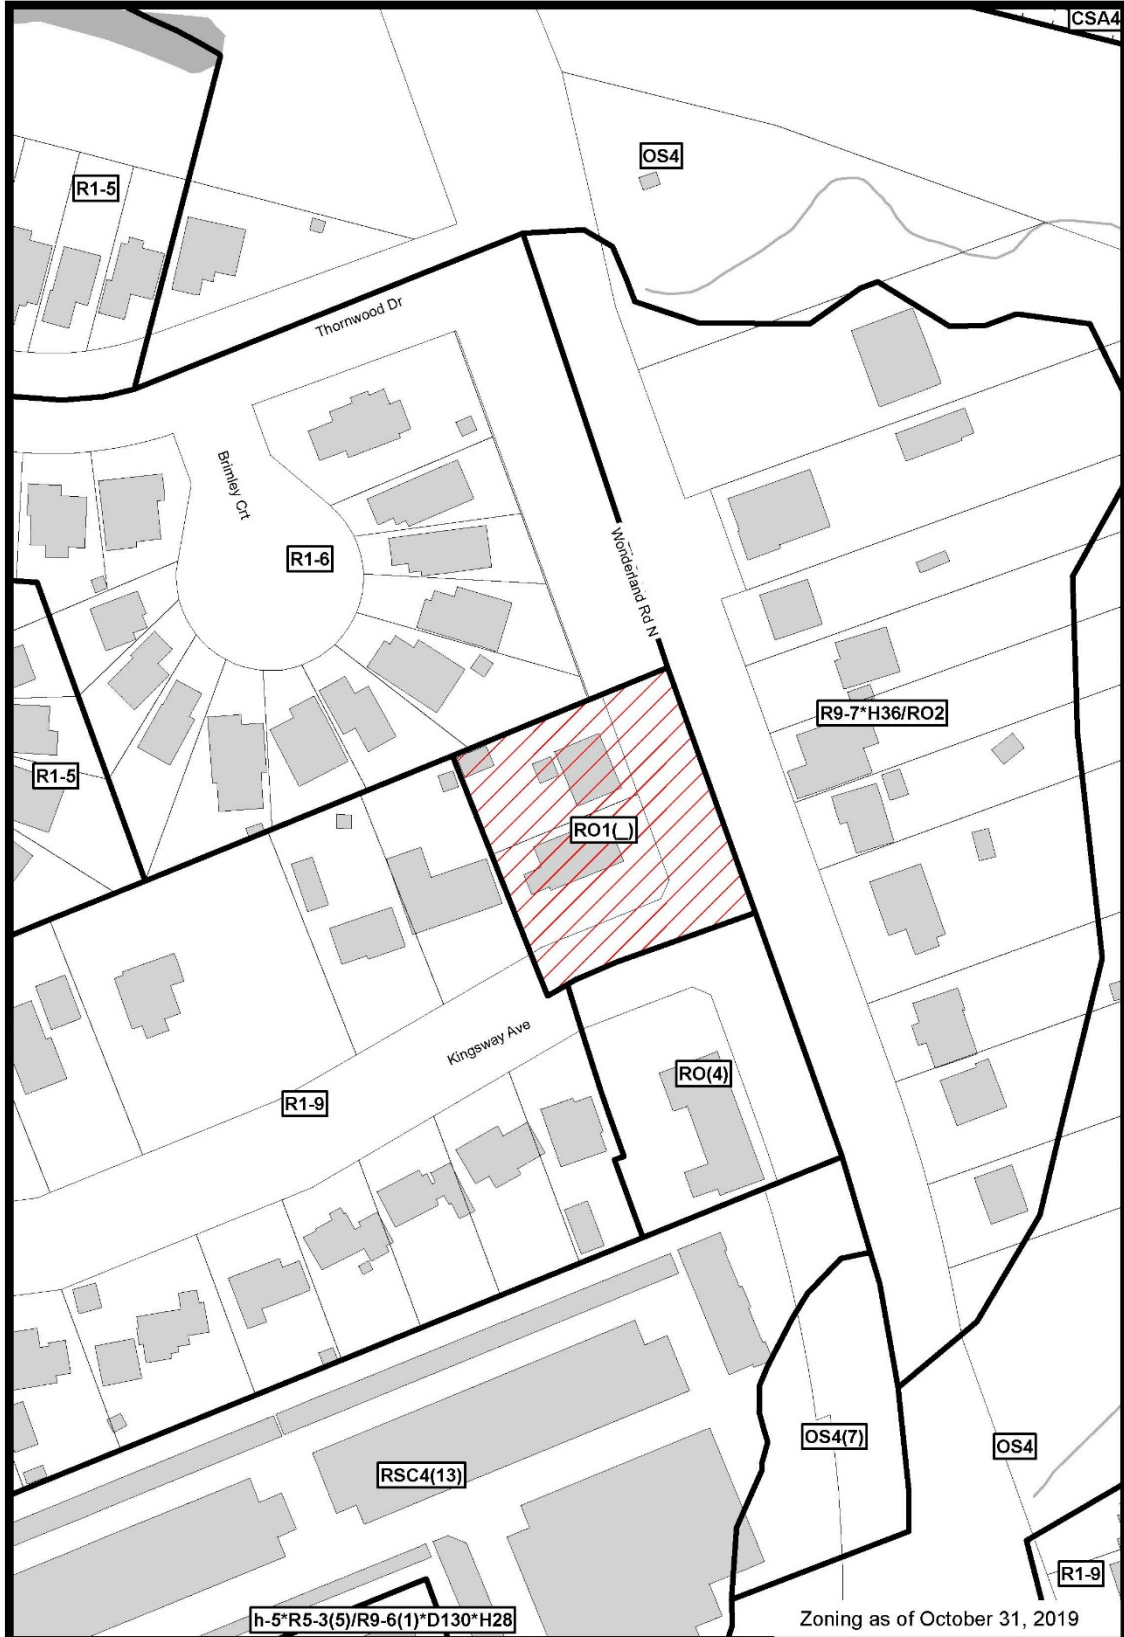 CSA4
OS4
R1-5
Thornwood Dr
Brimley Crt
R1-6
Wonderland Rd N
R9-7*H36/RO2
R1-5
RO1(_)
Kingsway Ave
RO(4)
R1-9
OS4(7)
OS4
RSC4(13)
R1-9
h-5*R5-3(5)/R9-6(1)*D130*H28
Zoning as of October 31, 2019